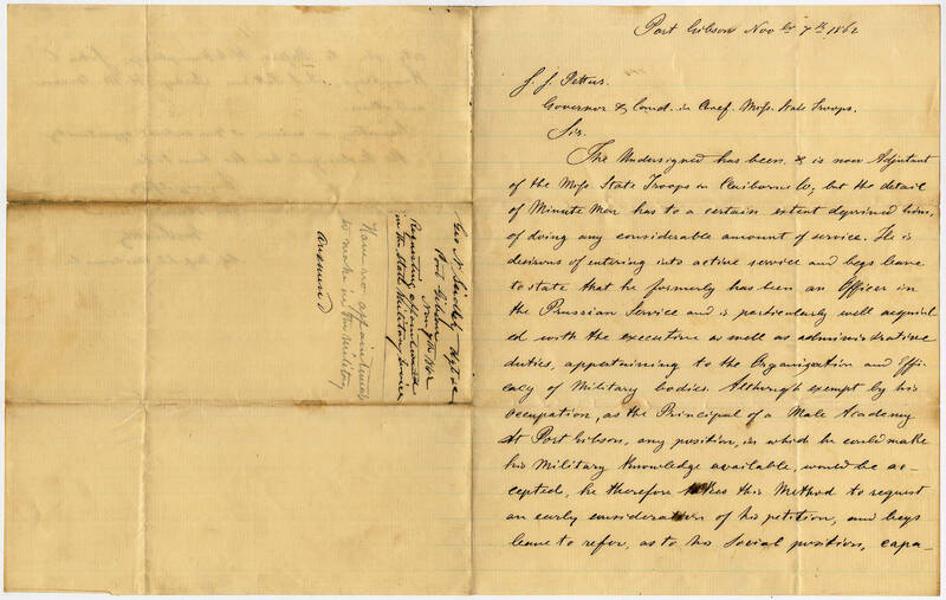 Port Gibson Novbr 7th 1862
J. J. Pettus.
Governor & Comd. in Cheef. Miss. State Troops.
Sir.
The Undersigned has been & is now Adjutant
of the Miss State Troops in Claiborne Co; but the detail
of Minute Men has to a certain extent deprived him,
of doing any considerable amount of service. He is
desirous of entering into active service and begs leave
to state that he formerly has been an Officer in
the Prussian Service and is particularly well acquaint-
ed with the executive as well as administrative
duties, appertaining to the Organization and Effi-
cacy of Military bodies. Although exempt by his
occupation, as the Principal of a Male Academy
At Port Gibson, any position, in which he could make
his Military Knowledge available, would be ac-
cepted, he therefore takes this Method to request
an early consideration of his petition, and begs
leave to refer, as to his Social position, capa-
Geo N
Port Gibson
Nov 7th 1862
Requesting appointment
in the State Military service
Have no appointments
to make in the military
answered